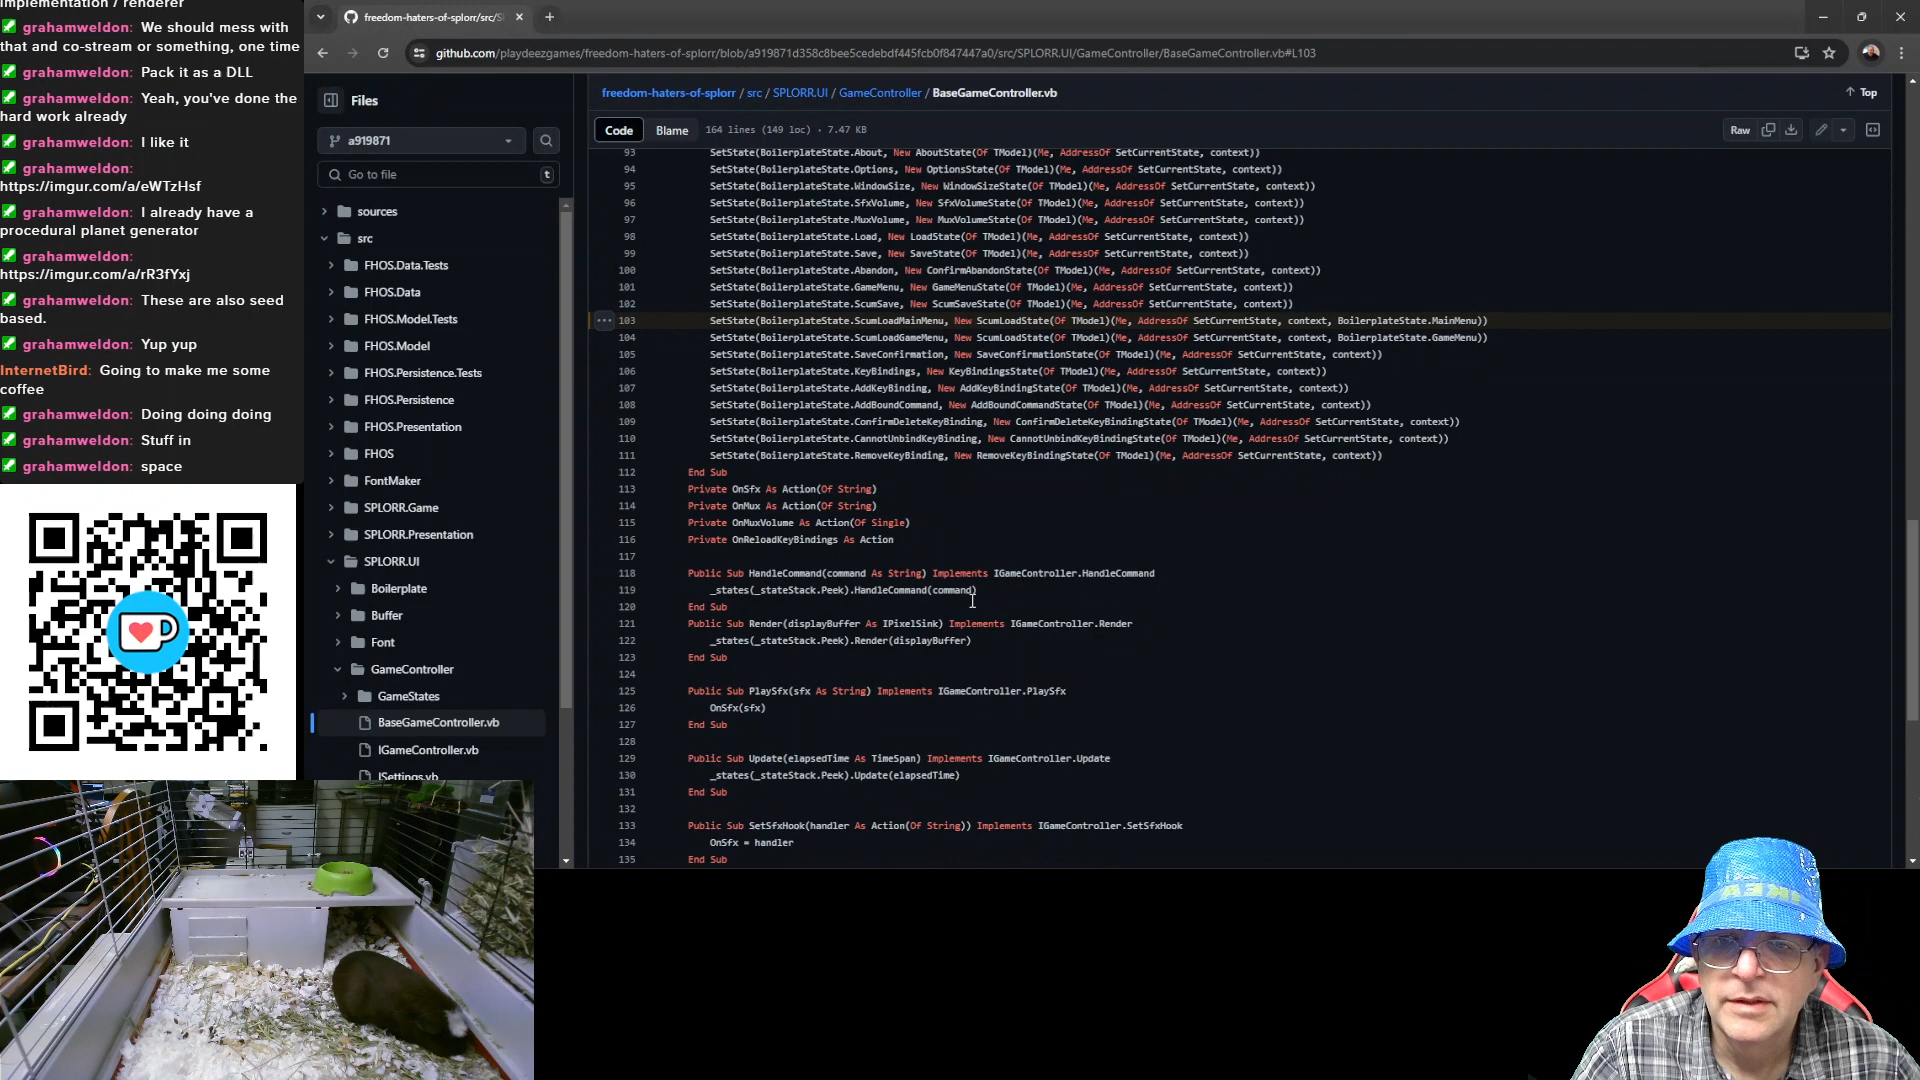 implementation / renderer
grahamweldon: We should mess with
that and co-stream or something, one time
grahamweldon: Pack it as a DLL
grahamweldon: Yeah, you've done the
hard work already
grahamweldon: I like it
grahamweldon:
https://imgur.com/a/eWTzHsf
grahamweldon: I already have a
procedural planet generator
grahamweldon:
https://imgur.com/a/rR3fYxj
grahamweldon: These are also seed
based.
grahamweldon: Yup yup
InternetBird: Going to make me some
coffee
grahamweldon: Doing doing doing
grahamweldon: Stuff in
grahamweldon: space
freedom-haters-of-splorr/src/S
github.com/playdeezgames/freedom-haters-of-splorr/blob/a919871d358c8bee5cedebdf445fcb0f847447a0/src/SPLORR.UI/GameController/BaseGameController.vb#L103
Files
a919871
Go to file t
sources
src
FHOS.Data.Tests
FHOS.Data
FHOS.Model.Tests
FHOS.Model
FHOS.Persistence.Tests
FHOS.Persistence
FHOS.Presentation
FHOS
FontMaker
SPLORR.Game
SPLORR.Presentation
SPLORR.UI
Boilerplate
Buffer
Font
GameController
GameStates
BaseGameController.vb
IGameController.vb
ISettings.vb
freedom-haters-of-splorr / src / SPLORR.UI / GameController / BaseGameController.vb
Top
Code Blame 164 lines (149 loc) · 7.47 KB
Raw
93 SetState(BoilerplateState.About, New AboutState(Of TModel)(Me, AddressOf SetCurrentState, context))
94 SetState(BoilerplateState.Options, New OptionsState(Of TModel)(Me, AddressOf SetCurrentState, context))
95 SetState(BoilerplateState.WindowSize, New WindowSizeState(Of TModel)(Me, AddressOf SetCurrentState, context))
96 SetState(BoilerplateState.SfxVolume, New SfxVolumeState(Of TModel)(Me, AddressOf SetCurrentState, context))
97 SetState(BoilerplateState.MuxVolume, New MuxVolumeState(Of TModel)(Me, AddressOf SetCurrentState, context))
98 SetState(BoilerplateState.Load, New LoadState(Of TModel)(Me, AddressOf SetCurrentState, context))
99 SetState(BoilerplateState.Save, New SaveState(Of TModel)(Me, AddressOf SetCurrentState, context))
100 SetState(BoilerplateState.Abandon, New ConfirmAbandonState(Of TModel)(Me, AddressOf SetCurrentState, context))
101 SetState(BoilerplateState.GameMenu, New GameMenuState(Of TModel)(Me, AddressOf SetCurrentState, context))
102 SetState(BoilerplateState.ScumSave, New ScumSaveState(Of TModel)(Me, AddressOf SetCurrentState, context))
103 SetState(BoilerplateState.ScumLoadMainMenu, New ScumLoadState(Of TModel)(Me, AddressOf SetCurrentState, context, BoilerplateState.MainMenu))
104 SetState(BoilerplateState.ScumLoadGameMenu, New ScumLoadState(Of TModel)(Me, AddressOf SetCurrentState, context, BoilerplateState.GameMenu))
105 SetState(BoilerplateState.SaveConfirmation, New SaveConfirmationState(Of TModel)(Me, AddressOf SetCurrentState, context))
106 SetState(BoilerplateState.KeyBindings, New KeyBindingsState(Of TModel)(Me, AddressOf SetCurrentState, context))
107 SetState(BoilerplateState.AddKeyBinding, New AddKeyBindingState(Of TModel)(Me, AddressOf SetCurrentState, context))
108 SetState(BoilerplateState.AddBoundCommand, New AddBoundCommandState(Of TModel)(Me, AddressOf SetCurrentState, context))
109 SetState(BoilerplateState.ConfirmDeleteKeyBinding, New ConfirmDeleteKeyBindingState(Of TModel)(Me, AddressOf SetCurrentState, context))
110 SetState(BoilerplateState.CannotUnbindKeyBinding, New CannotUnbindKeyBindingState(Of TModel)(Me, AddressOf SetCurrentState, context))
111 SetState(BoilerplateState.RemoveKeyBinding, New RemoveKeyBindingState(Of TModel)(Me, AddressOf SetCurrentState, context))
112 End Sub
113 Private OnSfx As Action(Of String)
114 Private OnMux As Action(Of String)
115 Private OnMuxVolume As Action(Of Single)
116 Private OnReloadKeyBindings As Action
117
118 Public Sub HandleCommand(command As String) Implements IGameController.HandleCommand
119 _states(_stateStack.Peek).HandleCommand(command)
120 End Sub
121 Public Sub Render(displayBuffer As IPixelSink) Implements IGameController.Render
122 _states(_stateStack.Peek).Render(displayBuffer)
123 End Sub
124
125 Public Sub PlaySfx(sfx As String) Implements IGameController.PlaySfx
126 OnSfx(sfx)
127 End Sub
128
129 Public Sub Update(elapsedTime As TimeSpan) Implements IGameController.Update
130 _states(_stateStack.Peek).Update(elapsedTime)
131 End Sub
132
133 Public Sub SetSfxHook(handler As Action(Of String)) Implements IGameController.SetSfxHook
134 OnSfx = handler
135 End Sub